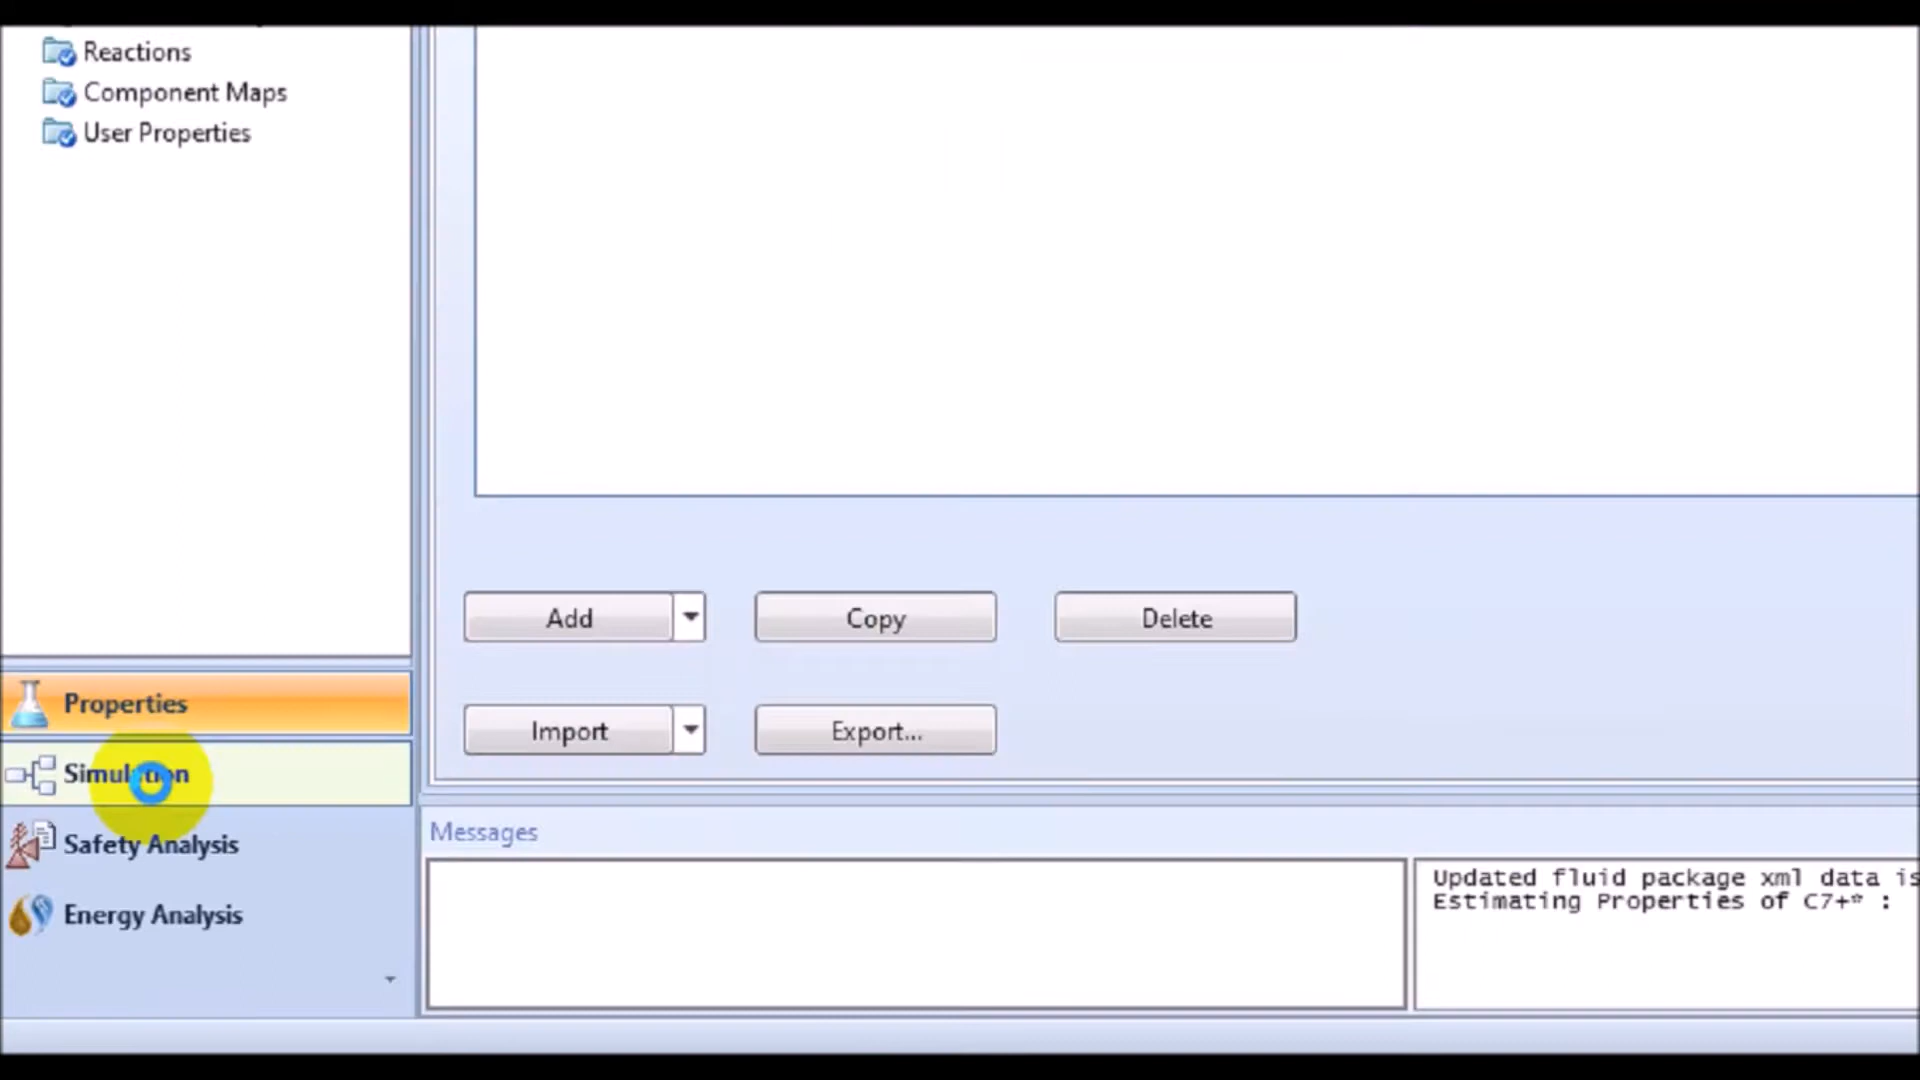 Reactions
Component Maps
User Properties
Add
Copy
Delete
Import
Export...
Properties
Simulation
Safety Analysis
Energy Analysis
Messages
Updated fluid package xml data is
Estimating Properties of C7+* :